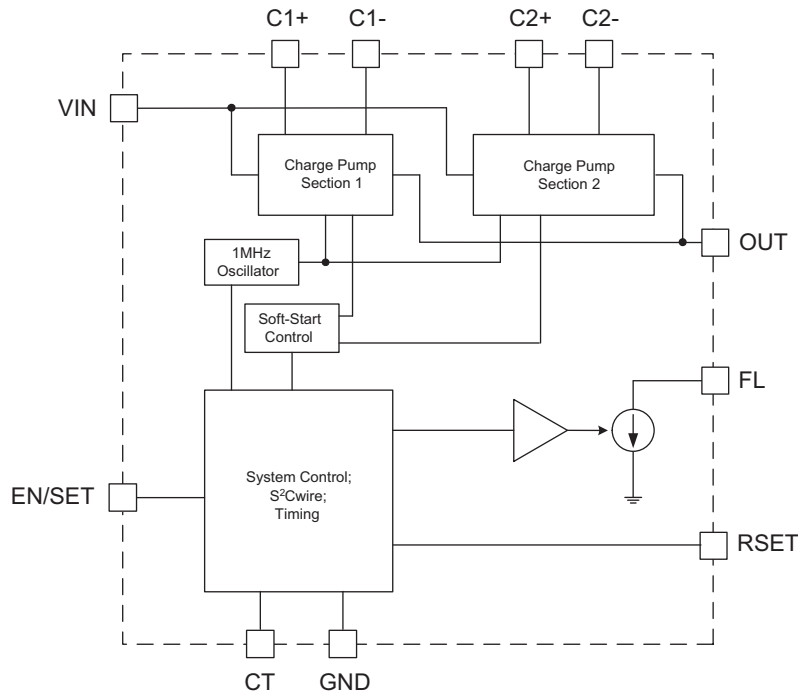 C1+
C1-
C2+
C2-
VIN
Charge Pump
Section 1
Charge Pump
Section 2
OUT
1MHz
Oscillator
Soft-Start
Control
FL
System Control;
S²Cwire;
Timing
EN/SET
RSET
CT
GND